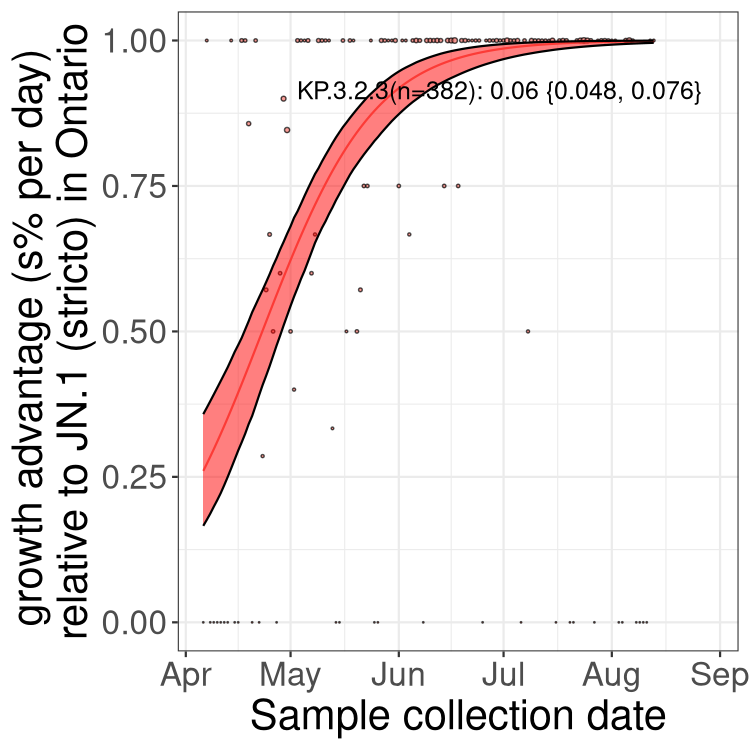 growth advantage (s% per day)
relative to JN.1 (stricto) in Ontario
1.00
0.75
0.50
0.25
0.00
KP.3.2.3(n=382): 0.06 {0.048, 0.076}
Apr May Jun Jul Aug Sep
Sample collection date